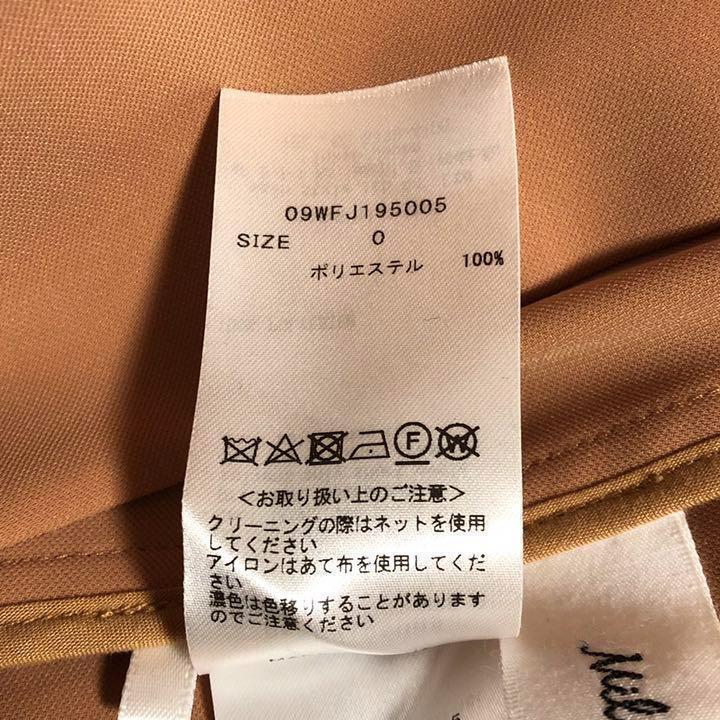 09WFJ195005
SIZE 0
ポリエステル 100%
F W
<お取り扱い上のご注意>
クリーニングの際はネットを使用
してください
アイロンはあて布を使用してくだ
さい
濃色は色移りすることがあります
のでご注意ください
Mil